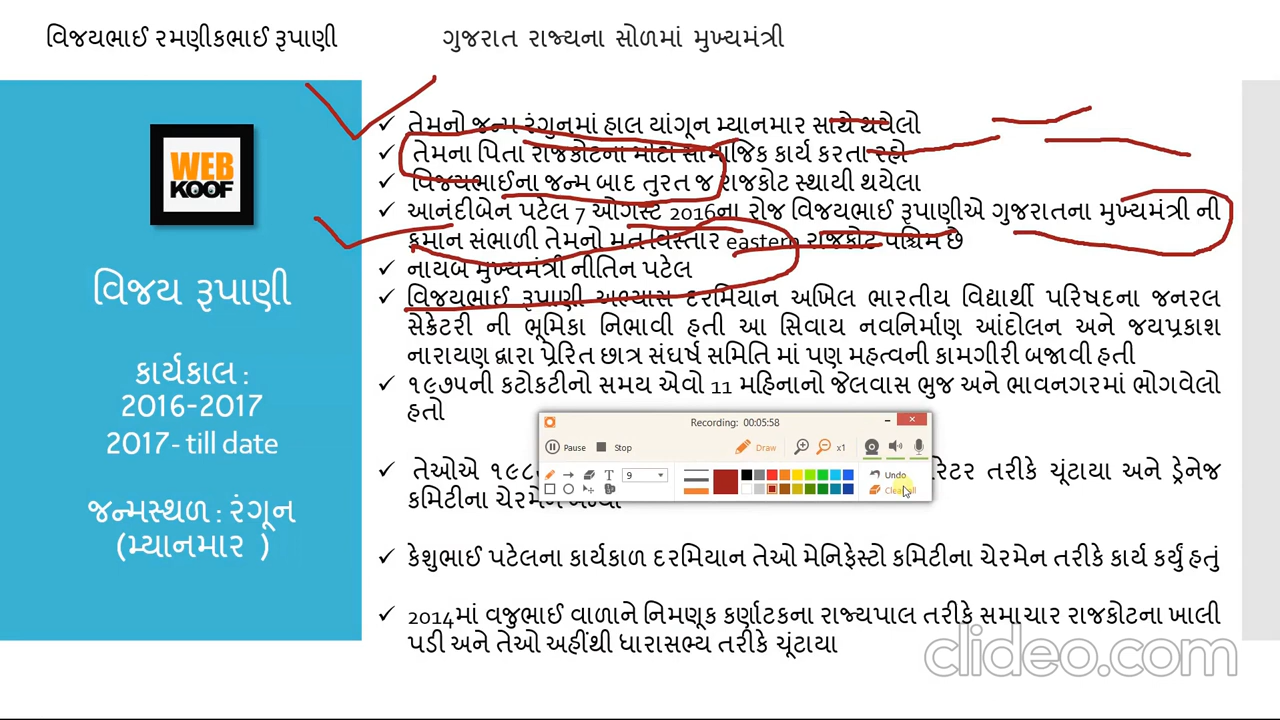 વિજયભાઈ રમણીકભાઈ રૂપાણી
ગુજરાત રાજ્યના સોળમાં મુખ્યમંત્રી
WEB
KOOF
વિજય રૂપાણી
કાર્યકાલ :
2016-2017
2017- till date
જન્મસ્થળ : રંગૂન
(મ્યાનમાર )
તેમનો જન્મ રંગુનમાં હાલ યાંગૂન મ્યાનમાર સાથે થયેલો
તેમના પિતા રાજકોટના મોટા સામાજિક કાર્ય કરતા રહો
વિજયભાઈના જન્મ બાદ તુરત જ રાજકોટ સ્થાયી થયેલા
આનંદીબેન પટેલ 7 ઓગસ્ટ 2016ના રોજ વિજયભાઈ રૂપાણીએ ગુજરાતના મુખ્યમંત્રી ની
કમાન સંભાળી તેમનો મત વિસ્તાર eastern રાજકોટ પશ્ચિમ છે
નાયબ મુખ્યમંત્રી નીતિન પટેલ
વિજયભાઈ રૂપાણી અભ્યાસ દરમિયાન અખિલ ભારતીય વિદ્યાર્થી પરિષદના જનરલ
સેક્રેટરી ની ભૂમિકા નિભાવી હતી આ સિવાય નવનિર્માણ આંદોલન અને જયપ્રકાશ
નારાયણ દ્વારા પ્રેરિત છાત્ર સંઘર્ષ સમિતિ માં પણ મહત્વની કામગીરી બજાવી હતી
૧૯૭૫ની કટોકટીનો સમય એવો 11 મહિનાનો જેલવાસ ભુજ અને ભાવનગરમાં ભોગવેલો
હતો
Recording: 00:05:58
Pause Stop Draw x1
T 9 Undo
Clear all
તેઓએ તરીકે ચૂંટાયા અને ડ્રેનેજ
કમિટીના ચેરમેન બન્યા
કેશુભાઈ પટેલના કાર્યકાળ દરમિયાન તેઓ મેનિફેસ્ટો કમિટીના ચેરમેન તરીકે કાર્ય કર્યું હતું
2014માં વજુભાઈ વાળાને નિમણૂક કર્ણાટકના રાજ્યપાલ તરીકે સમાચાર રાજકોટના ખાલી
પડી અને તેઓ અહીંથી ધારાસભ્ય તરીકે ચૂંટાયા
clideo.com